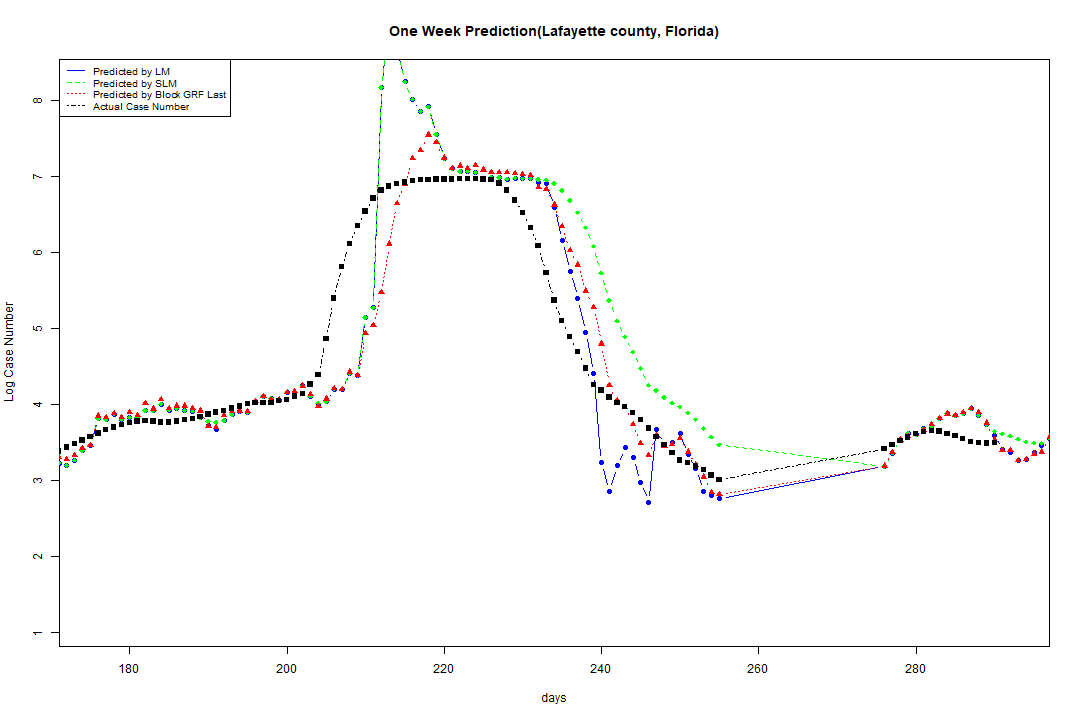 One Week Prediction(Lafayette county, Florida)
Predicted by LM
Predicted by SLM
Predicted by Block GRF Last
Actual Case Number
Log Case Number
8
7
6
5
4
3
2
1
180 200 220 240 260 280
days